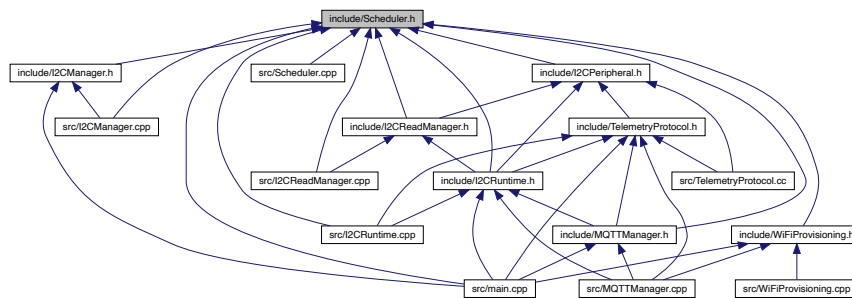 include/Scheduler.h
include/I2CManager.h
src/Scheduler.cpp
include/I2CPeripheral.h
src/I2CManager.cpp
include/I2CReadManager.h
include/TelemetryProtocol.h
src/I2CReadManager.cpp
include/I2CRuntime.h
src/TelemetryProtocol.cc
src/I2CRuntime.cpp
include/MQTTManager.h
include/WiFiProvisioning.h
src/main.cpp
src/MQTTManager.cpp
src/WiFiProvisioning.cpp